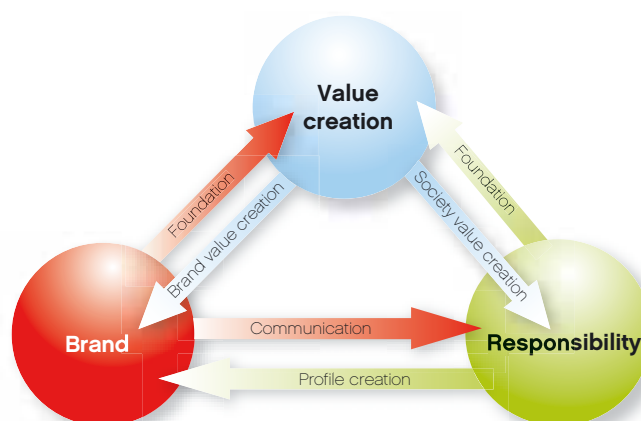 Value
creation
Foundation
Brand value creation
Society value creation
Foundation
Brand
Communication
Responsibility
Profile creation